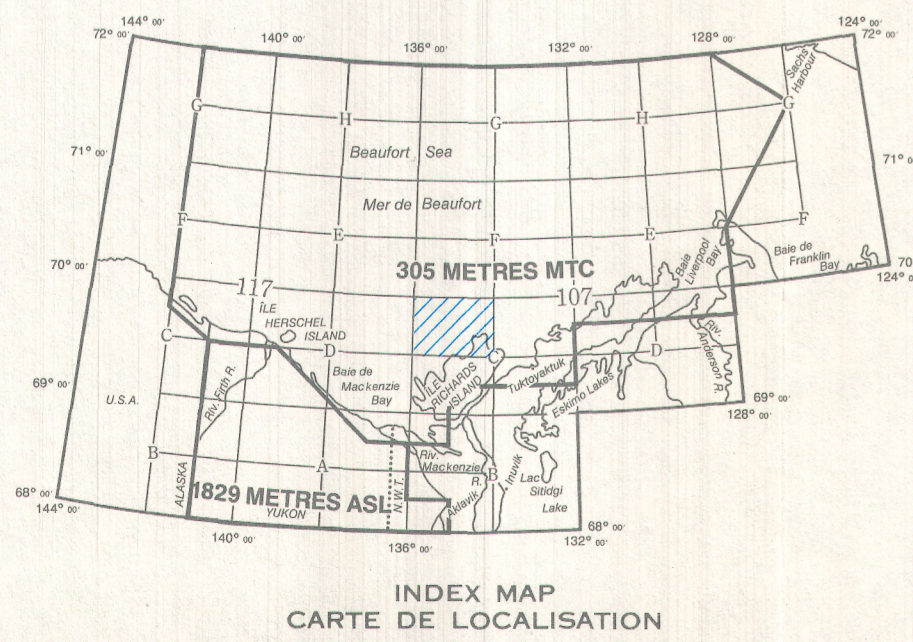 144° 00'
72° 00'
140° 00'
136° 00'
132° 00'
128° 00'
124° 00'
72° 00'
Sachs
Harbour
G
H
G
H
G
71° 00'
Beaufort Sea
71° 00'
Mer de Beaufort
F
E
F
E
F
Baie
Liverpool
Bay
Baie de
Franklin
Bay
70° 00'
305 METRES MTC
70
124° 00'
117
107
ÎLE
HERSCHEL
ISLAND
C
D
C
D
Riv.
Anderson R.
Baie de
Mackenzie
Bay
ÎLE
RICHARDS
ISLAND
Tuktoyaktuk
Eskimo Lakes
69° 00'
U.S.A.
Riv. Firth R.
69° 00'
128° 00'
B
A
Riv.
Mackenzie
R.
B
Inuvik
Lac
Sitidgi
Lake
ALASKA
1829 METRES ASL
YUKON
N.W.T.
Aklavik
68° 00'
144° 00'
68° 00'
132° 00'
140° 00'
136° 00'
INDEX MAP
CARTE DE LOCALISATION